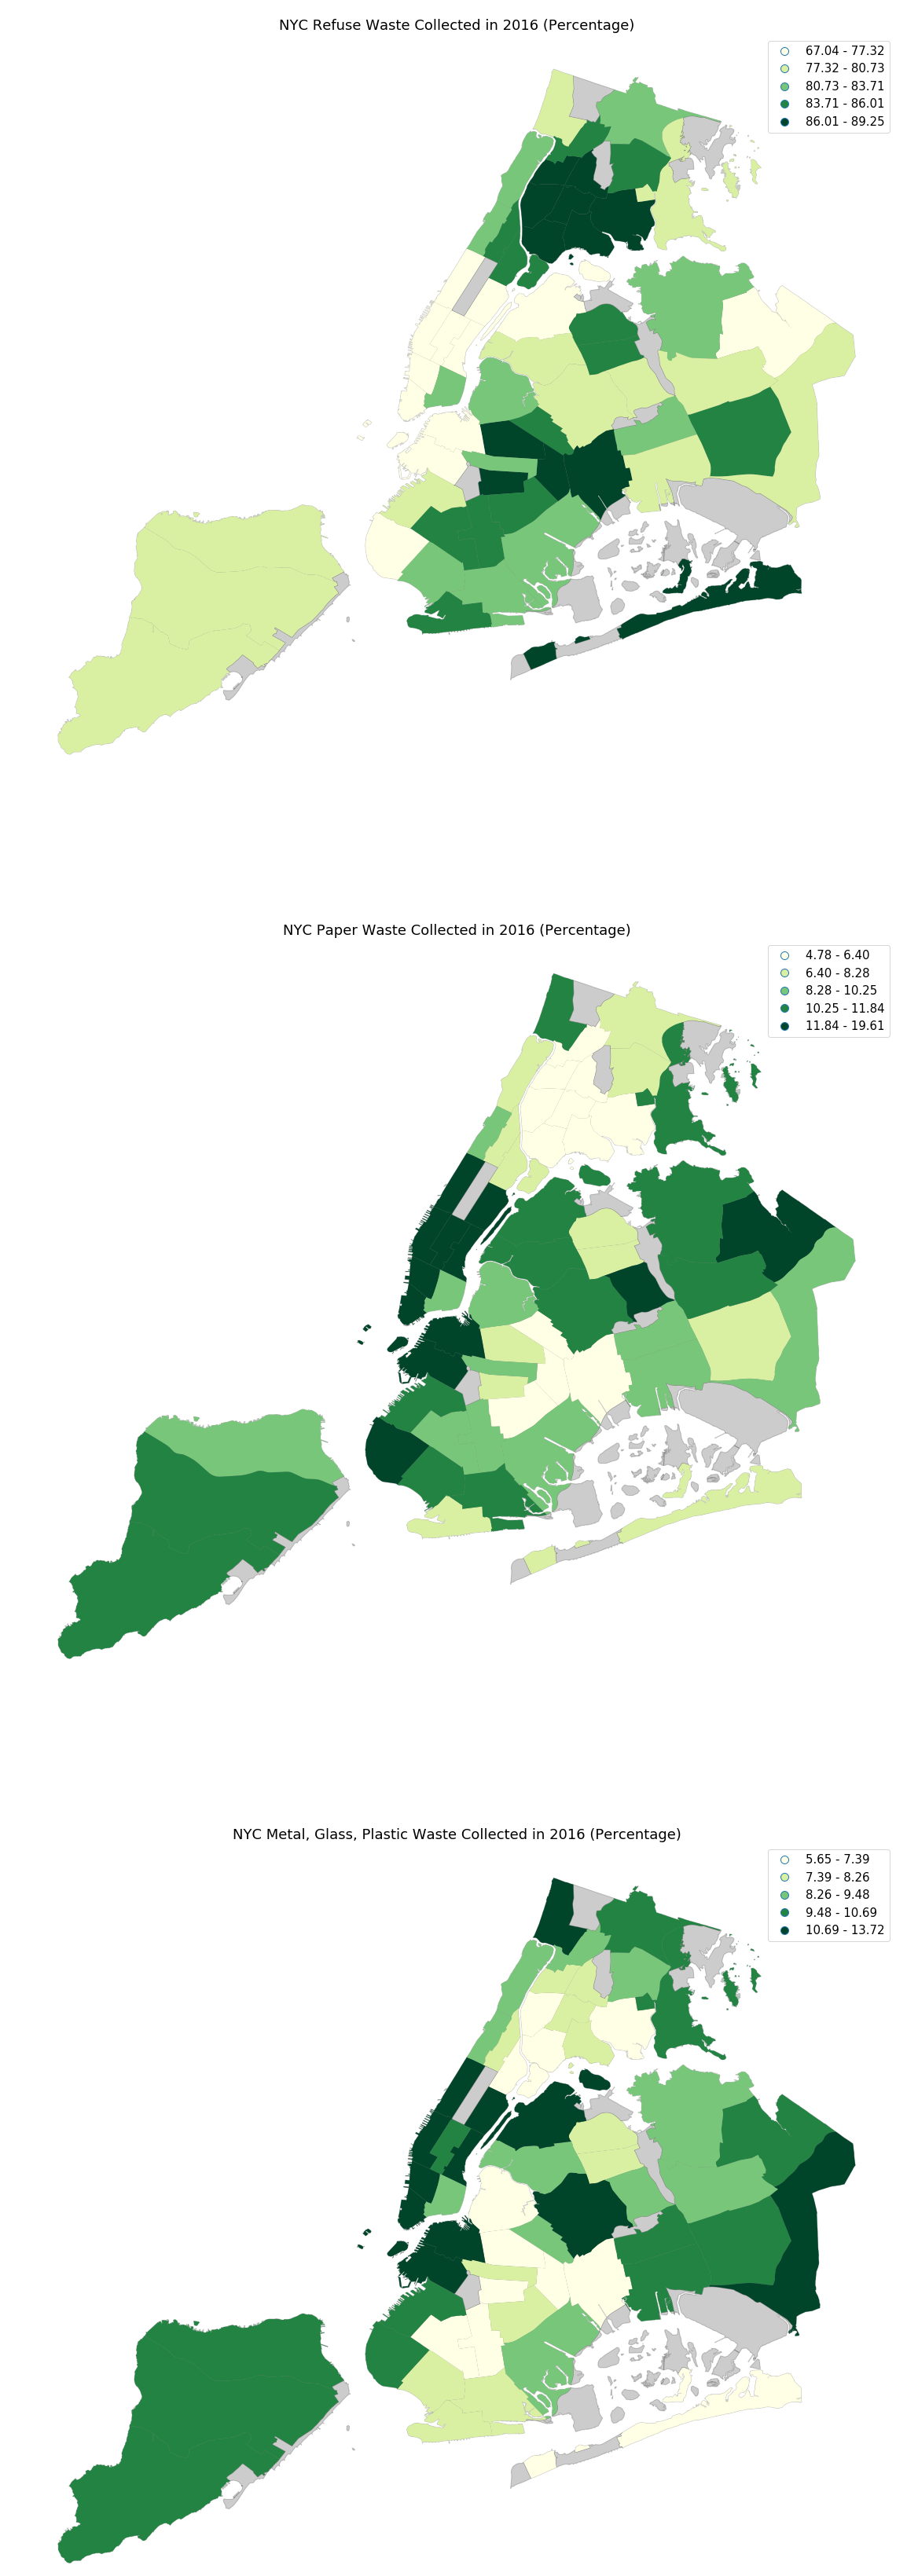 NYC Refuse Waste Collected in 2016 (Percentage)
67.04 - 77.32
77.32 - 80.73
80.73 - 83.71
83.71 - 86.01
86.01 - 89.25
NYC Paper Waste Collected in 2016 (Percentage)
4.78 - 6.40
6.40 - 8.28
8.28 - 10.25
10.25 - 11.84
11.84 - 19.61
NYC Metal, Glass, Plastic Waste Collected in 2016 (Percentage)
5.65 - 7.39
7.39 - 8.26
8.26 - 9.48
9.48 - 10.69
10.69 - 13.72